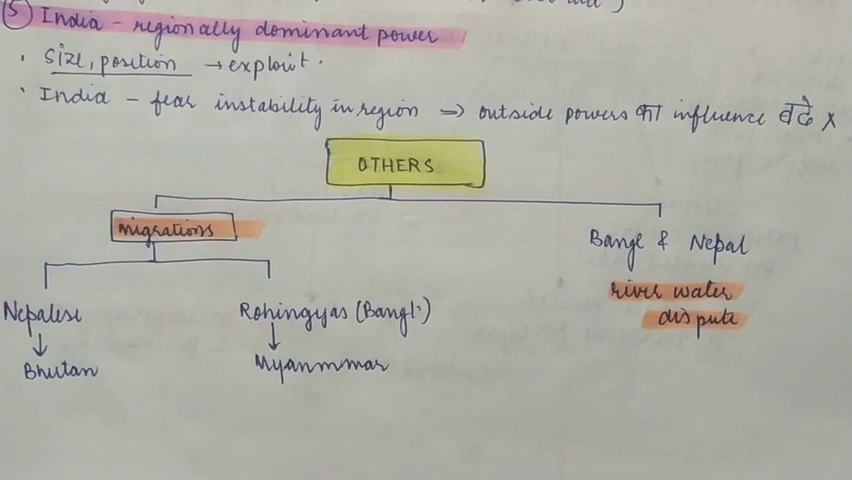 ⑤ India - regionally dominant power
· Size, position → exploit.
· India - fear instability in region ⇒ outside powers का influence बढ़े X
OTHERS
migrations
Bangl & Nepal
river water
dispute
Nepalese
↓
Bhutan
Rohingyas (Bangl.)
↓
Myanmmar